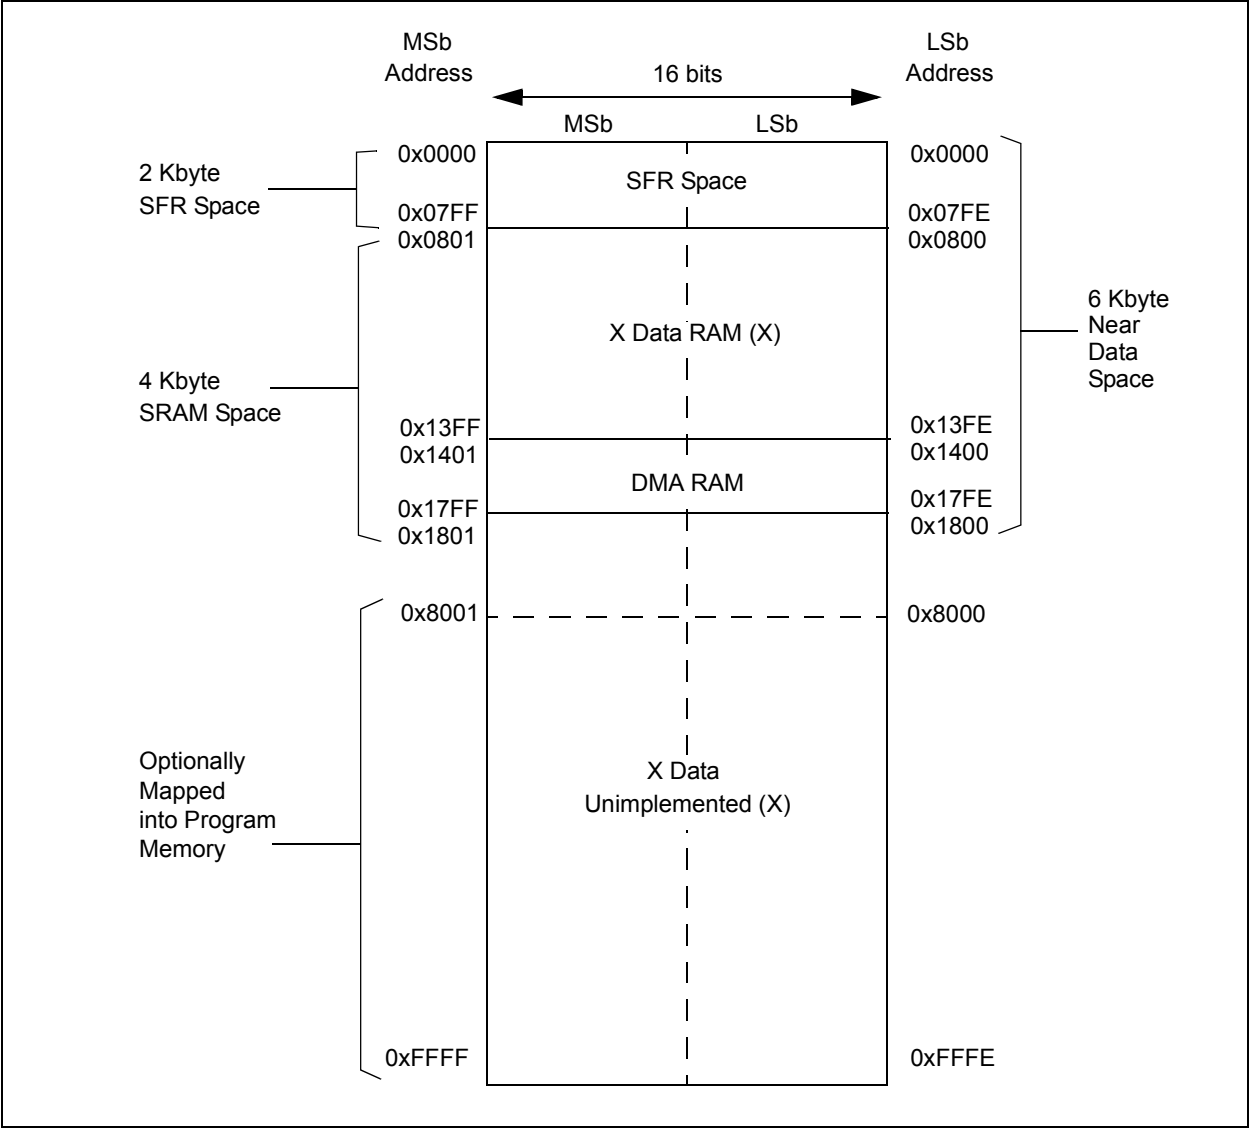 MSb
Address
LSb
Address
16 bits
MSb
LSb
0x0000
0x0000
2 Kbyte
SFR Space
SFR Space
0x07FF
0x07FE
0x0801
0x0800
6 Kbyte
Near
Data
Space
X Data RAM (X)
4 Kbyte
SRAM Space
0x13FF
0x13FE
0x1401
0x1400
DMA RAM
0x17FF
0x17FE
0x1801
0x1800
0x8001
0x8000
Optionally
Mapped
into Program
Memory
X Data
Unimplemented (X)
0xFFFF
0xFFFE